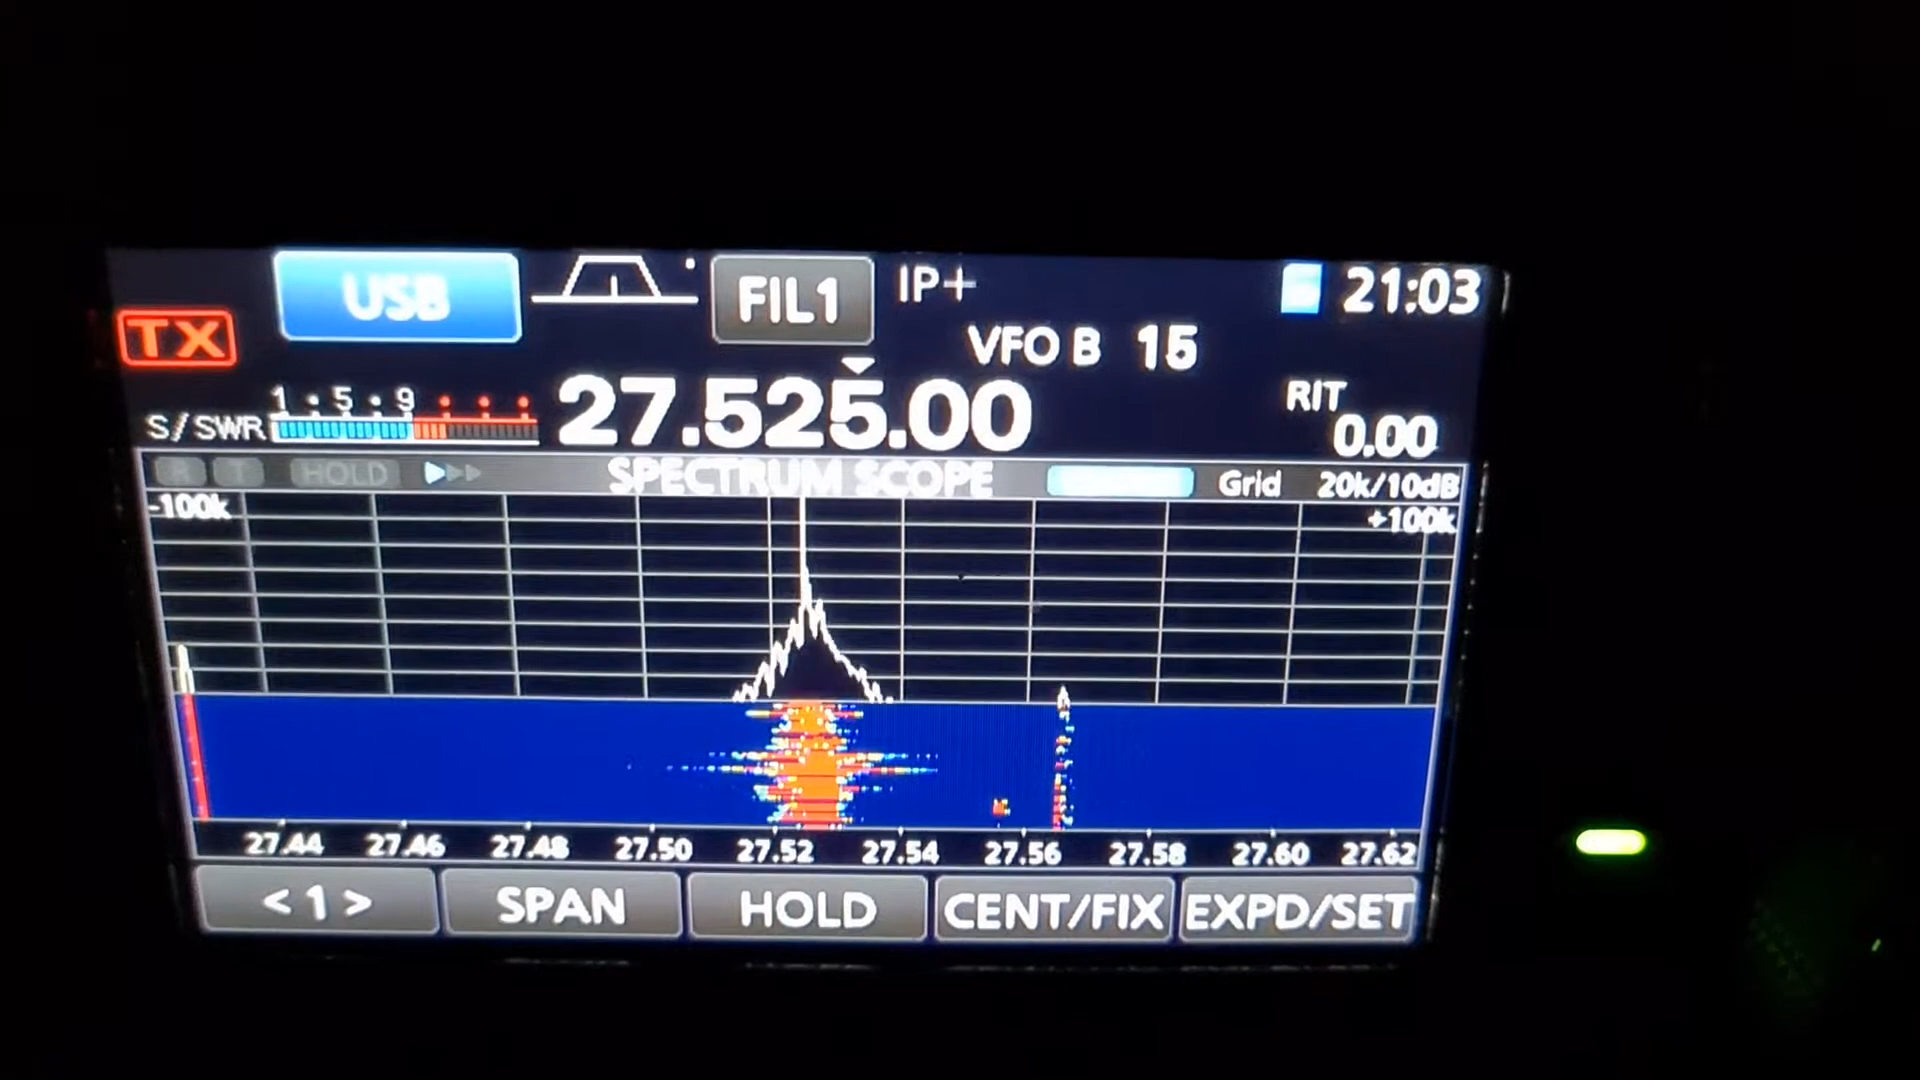 USB FIL1 IP+ 21:03
TX
VFO B 15
1 • 5 • 9 • • •
S/SWR 27.525.00 RIT
0.00
HOLD SPECTRUM SCOPE Grid 20k/10dB
-100k +100k
27.44 27.46 27.48 27.50 27.52 27.54 27.56 27.58 27.60 27.62
< 1 > SPAN HOLD CENT/FIX EXPD/SET